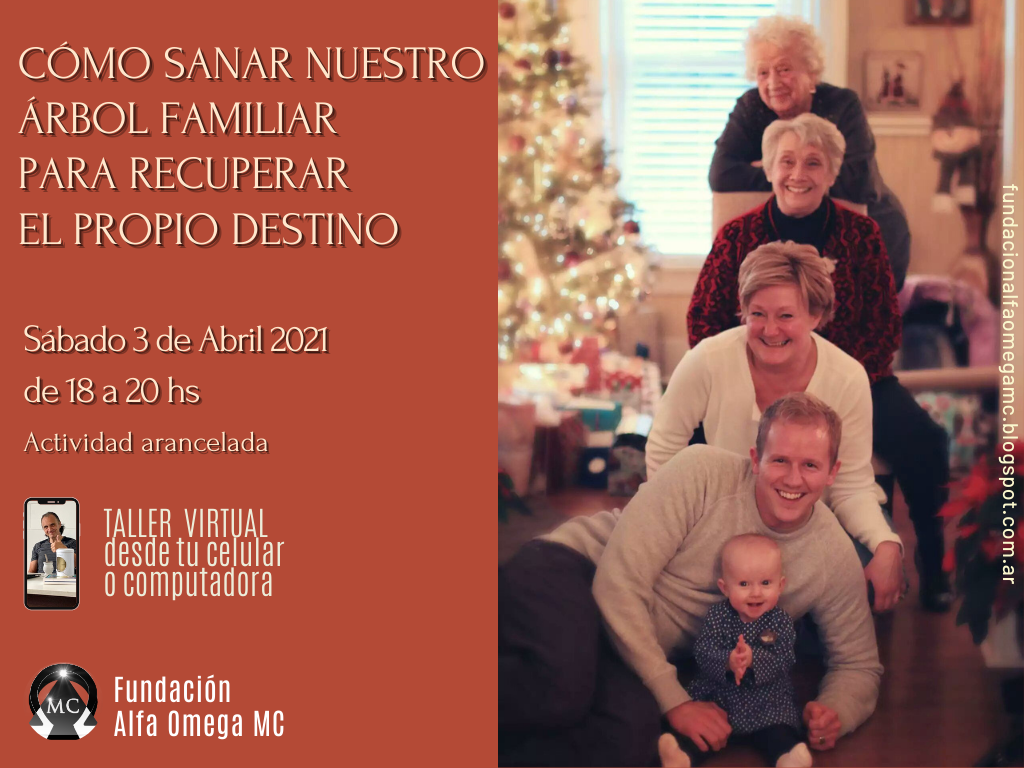 CÓMO SANAR NUESTRO
ÁRBOL FAMILIAR
PARA RECUPERAR
EL PROPIO DESTINO
Sábado 3 de Abril 2021
de 18 a 20 hs
Actividad arancelada
TALLER VIRTUAL
desde tu celular
o computadora
MC
Fundación
Alfa Omega MC
fundacionalfaomegamc.blogspot.com.ar